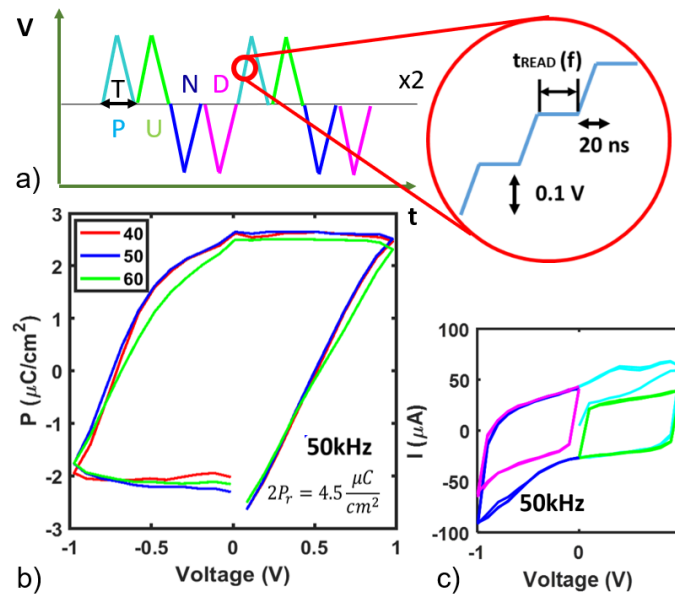 V
T
P
U
N
D
x2
t
tREAD (f)
20 ns
0.1 V
a)
3
2
1
0
-1
-2
-3
P (μC/cm²)
40
50
60
50kHz
2Pr = 4.5 μC/cm²
-1
-0.5
0
0.5
1
Voltage (V)
b)
100
50
0
-50
-100
I (μA)
50kHz
-1
0
Voltage (V)
c)